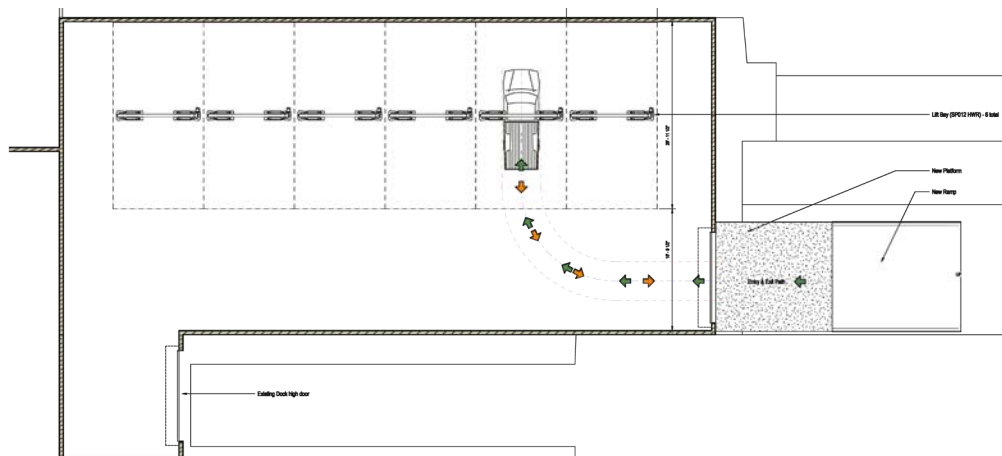 Lift Bay (SP012 HWR) - 6 total
New Platform
New Ramp
Entry & Exit Path
Existing Dock high door